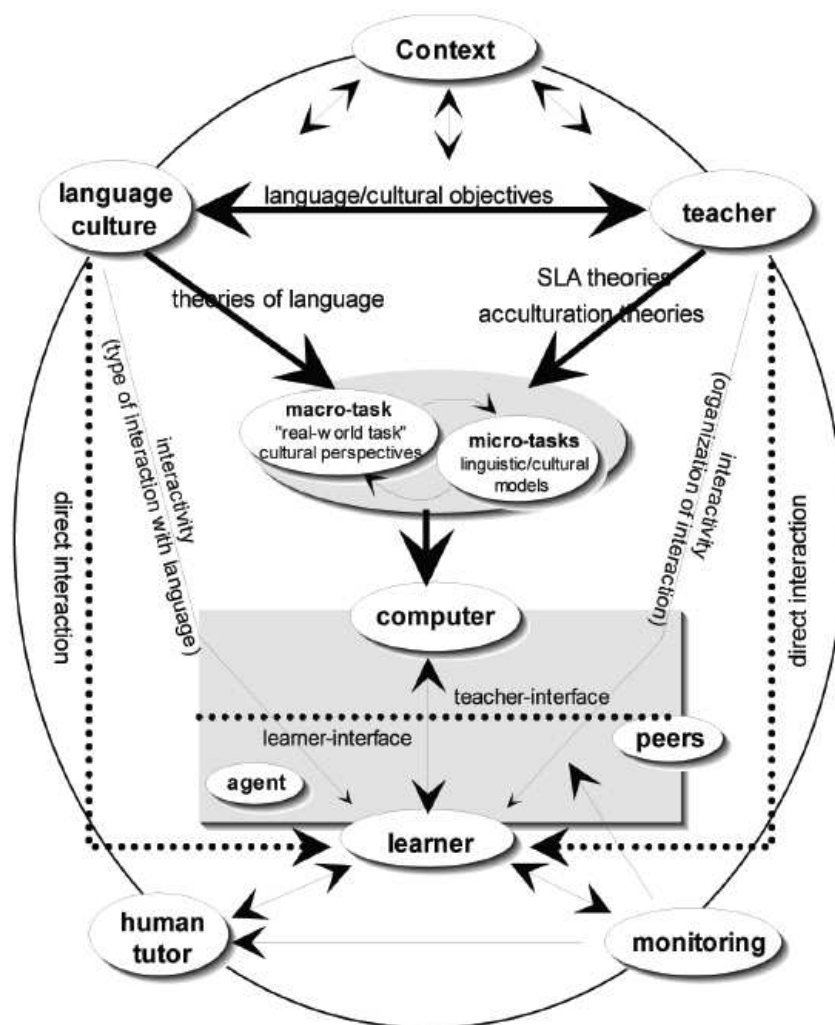 Context
language
culture
language/cultural objectives
teacher
theories of language
SLA theories
acculturation theories
macro-task
"real-world task"
cultural perspectives
micro-tasks
linguistic/cultural
models
interactivity
(type of interaction with language)
interactivity
(organization of interaction)
direct interaction
direct interaction
computer
teacher-interface
learner-interface
peers
agent
learner
human
tutor
monitoring